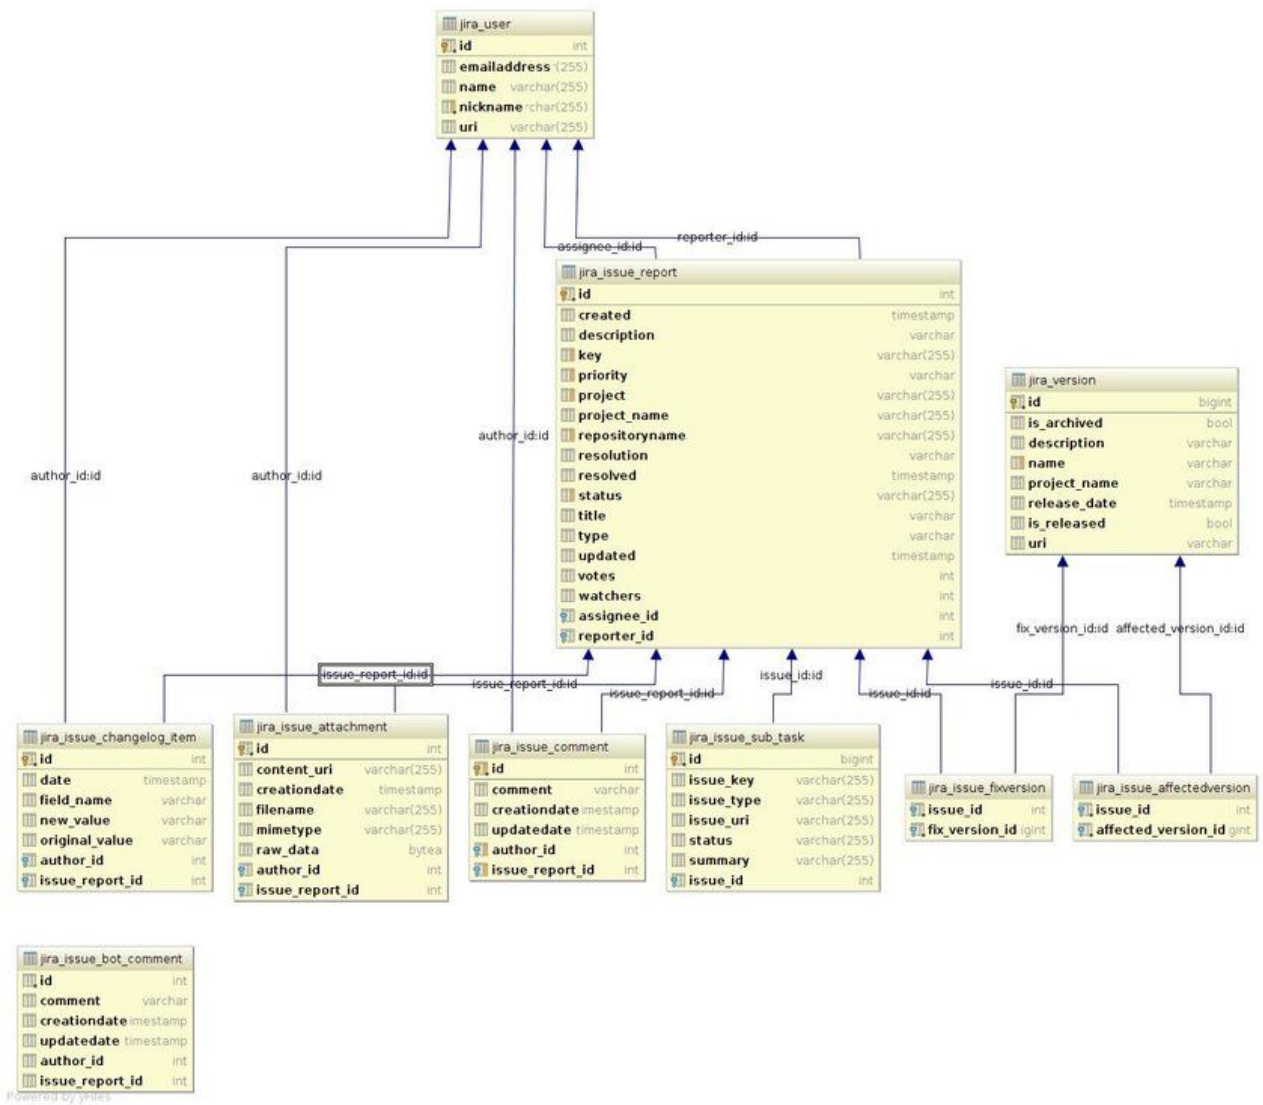 jira_user
id int
emailaddress (255)
name varchar(255)
nickname char(255)
uri varchar(255)
assignee_id:id
reporter_id:id
jira_issue_report
id int
created timestamp
description varchar
key varchar(255)
priority varchar
project varchar(255)
project_name varchar(255)
repositoryname varchar(255)
resolution varchar
resolved timestamp
status varchar(255)
title varchar
type varchar
updated timestamp
votes int
watchers int
assignee_id int
reporter_id int
jira_version
id bigint
is_archived bool
description varchar
name varchar
project_name varchar
release_date timestamp
is_released bool
uri varchar
author_id:id
author_id:id
author_id:id
fix_version_id:id
affected_version_id:id
issue_report_id:id
issue_report_id:id
issue_report_id:id
issue_id:id
issue_id:id
issue_id:id
jira_issue_changelog_item
id int
date timestamp
field_name varchar
new_value varchar
original_value varchar
author_id int
issue_report_id int
jira_issue_attachment
id int
content_uri varchar(255)
creationdate timestamp
filename varchar(255)
mimetype varchar(255)
raw_data bytea
author_id int
issue_report_id int
jira_issue_comment
id int
comment varchar
creationdate imestamp
updatedate timestamp
author_id int
issue_report_id int
jira_issue_sub_task
id bigint
issue_key varchar(255)
issue_type varchar(255)
issue_uri varchar(255)
status varchar(255)
summary varchar(255)
issue_id int
jira_issue_fixversion
issue_id int
fix_version_id igint
jira_issue_affectedversion
issue_id int
affected_version_id gint
jira_issue_bot_comment
id int
comment varchar
creationdate imestamp
updatedate timestamp
author_id int
issue_report_id int
Powered by yFiles